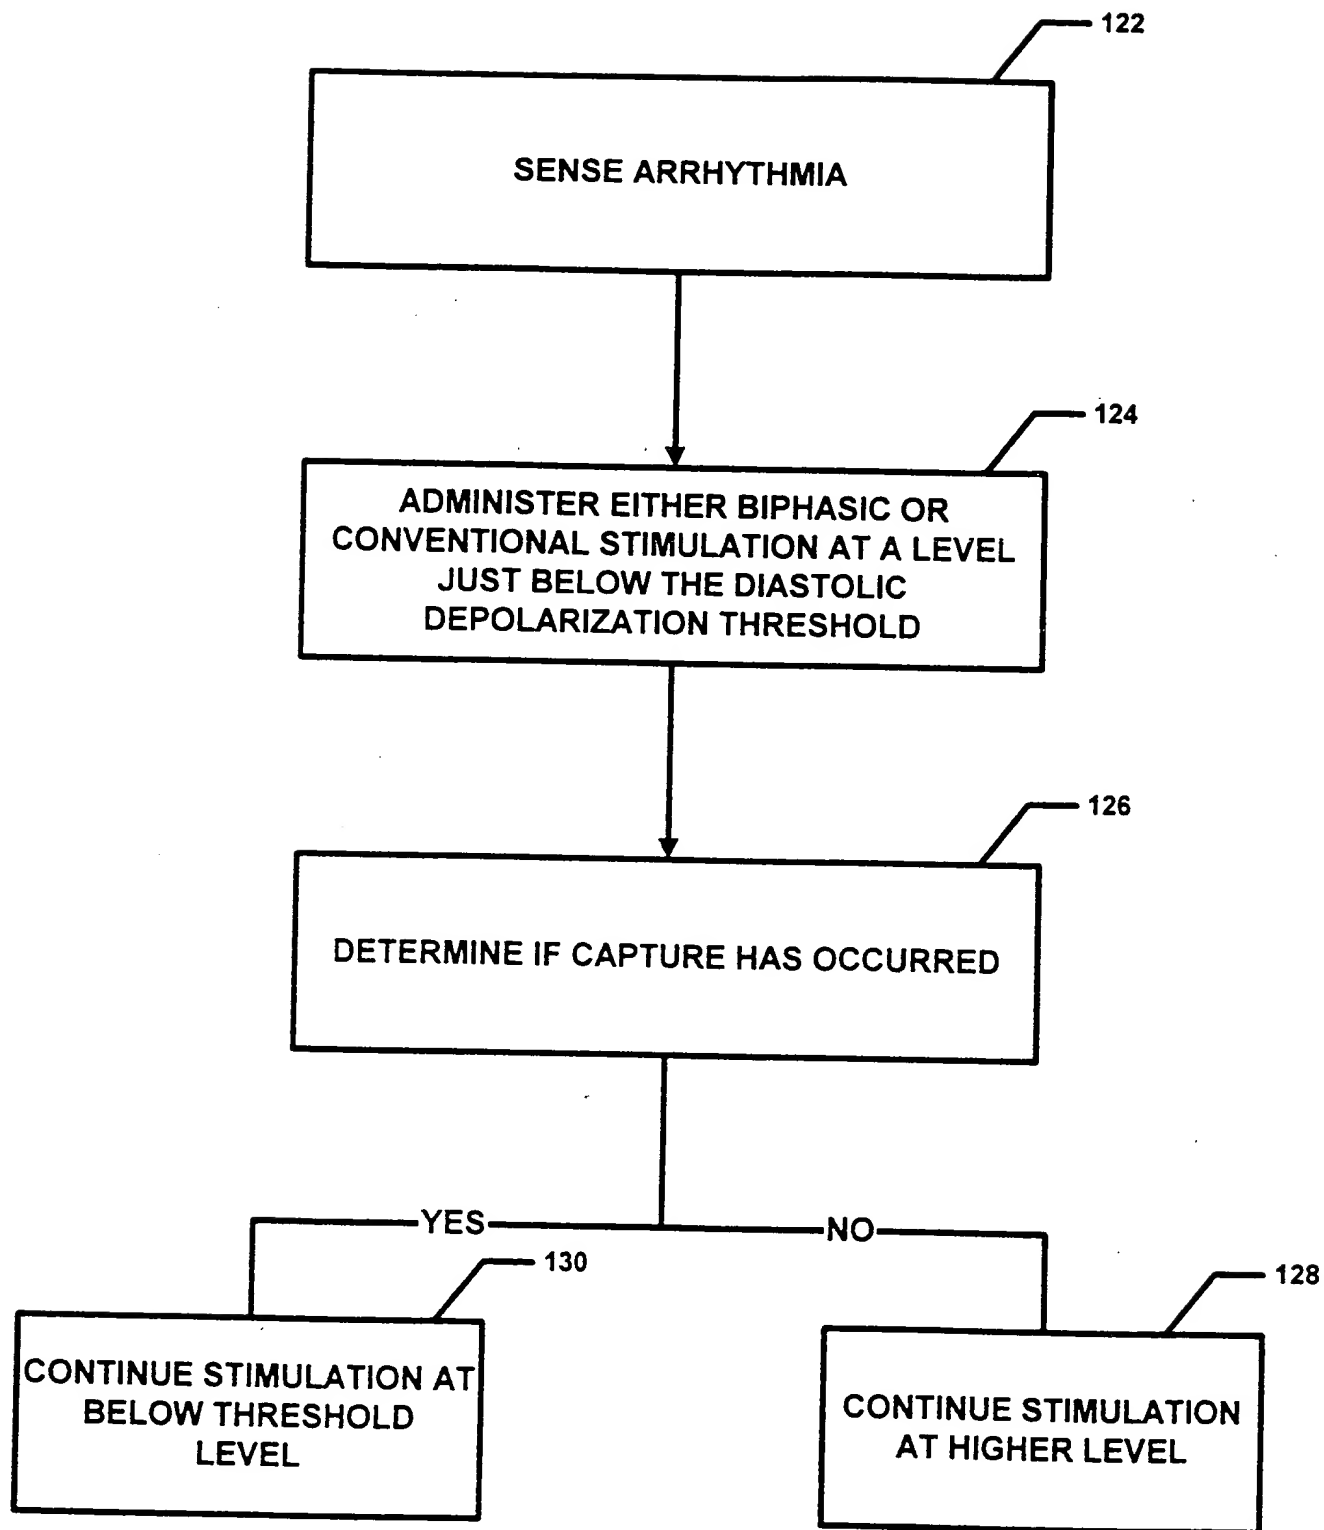 122
SENSE ARRHYTHMIA
124
ADMINISTER EITHER BIPHASIC OR
CONVENTIONAL STIMULATION AT A LEVEL
JUST BELOW THE DIASTOLIC
DEPOLARIZATION THRESHOLD
126
DETERMINE IF CAPTURE HAS OCCURRED
YES
NO
130
128
CONTINUE STIMULATION AT
BELOW THRESHOLD
LEVEL
CONTINUE STIMULATION
AT HIGHER LEVEL